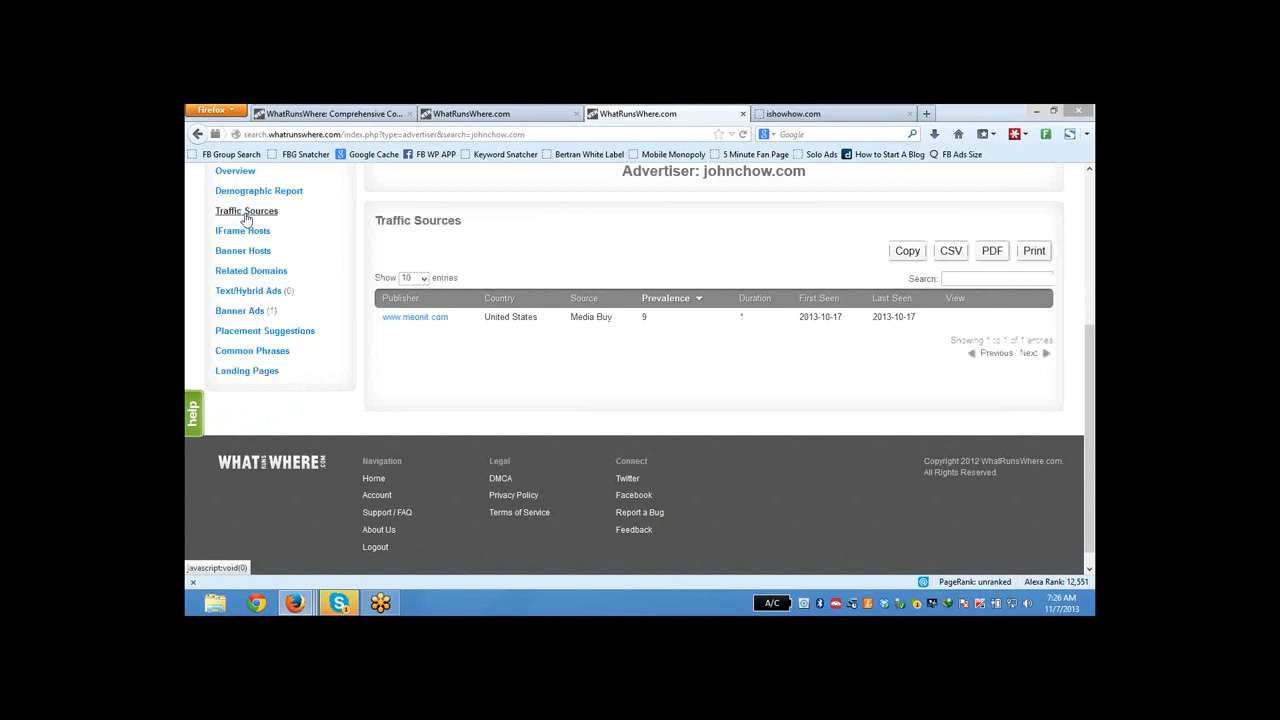 Firefox
WhatRunsWhere: Comprehensive Co...
WhatRunsWhere.com
WhatRunsWhere.com
ishowhow.com
search.whatrunswhere.com/index.php?type=advertiser&search=johnchow.com
Google
FB Group Search
FBG Snatcher
Google Cache
FB WP APP
Keyword Snatcher
Bertran White Label
Mobile Monopoly
5 Minute Fan Page
Solo Ads
How to Start A Blog
FB Ads Size
Overview
Demographic Report
Traffic Sources
IFrame Hosts
Banner Hosts
Related Domains
Text/Hybrid Ads (0)
Banner Ads (1)
Placement Suggestions
Common Phrases
Landing Pages
help
Advertiser: johnchow.com
Traffic Sources
Copy CSV PDF Print
Show 10 entries
Search:
Publisher Country Source Prevalence Duration First Seen Last Seen View
www.meonit.com United States Media Buy 9 1 2013-10-17 2013-10-17
Showing 1 to 1 of 1 entries
Previous Next
WHAT RUNS WHERE .COM
Navigation
Home
Account
Support / FAQ
About Us
Logout
Legal
DMCA
Privacy Policy
Terms of Service
Connect
Twitter
Facebook
Report a Bug
Feedback
Copyright 2012 WhatRunsWhere.com.
All Rights Reserved.
javascript:void(0)
PageRank: unranked
Alexa Rank: 12,551
A/C
7:26 AM
11/7/2013